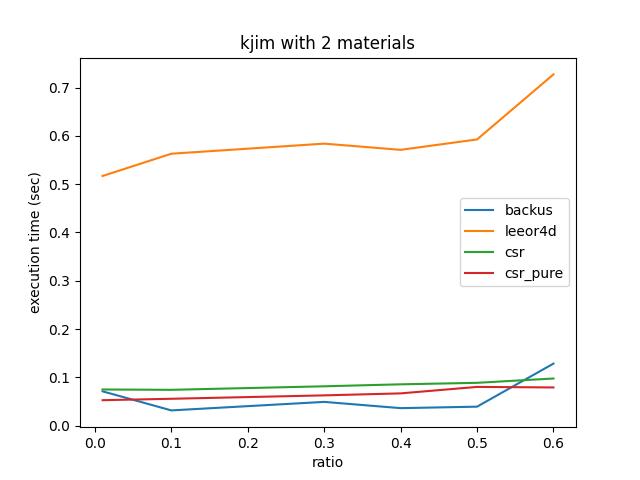 kjim with 2 materials
0.7
0.6
0.5
0.4
0.3
0.2
0.1
0.0
execution time (sec)
backus
leeor4d
csr
csr_pure
0.0 0.1 0.2 0.3 0.4 0.5 0.6
ratio